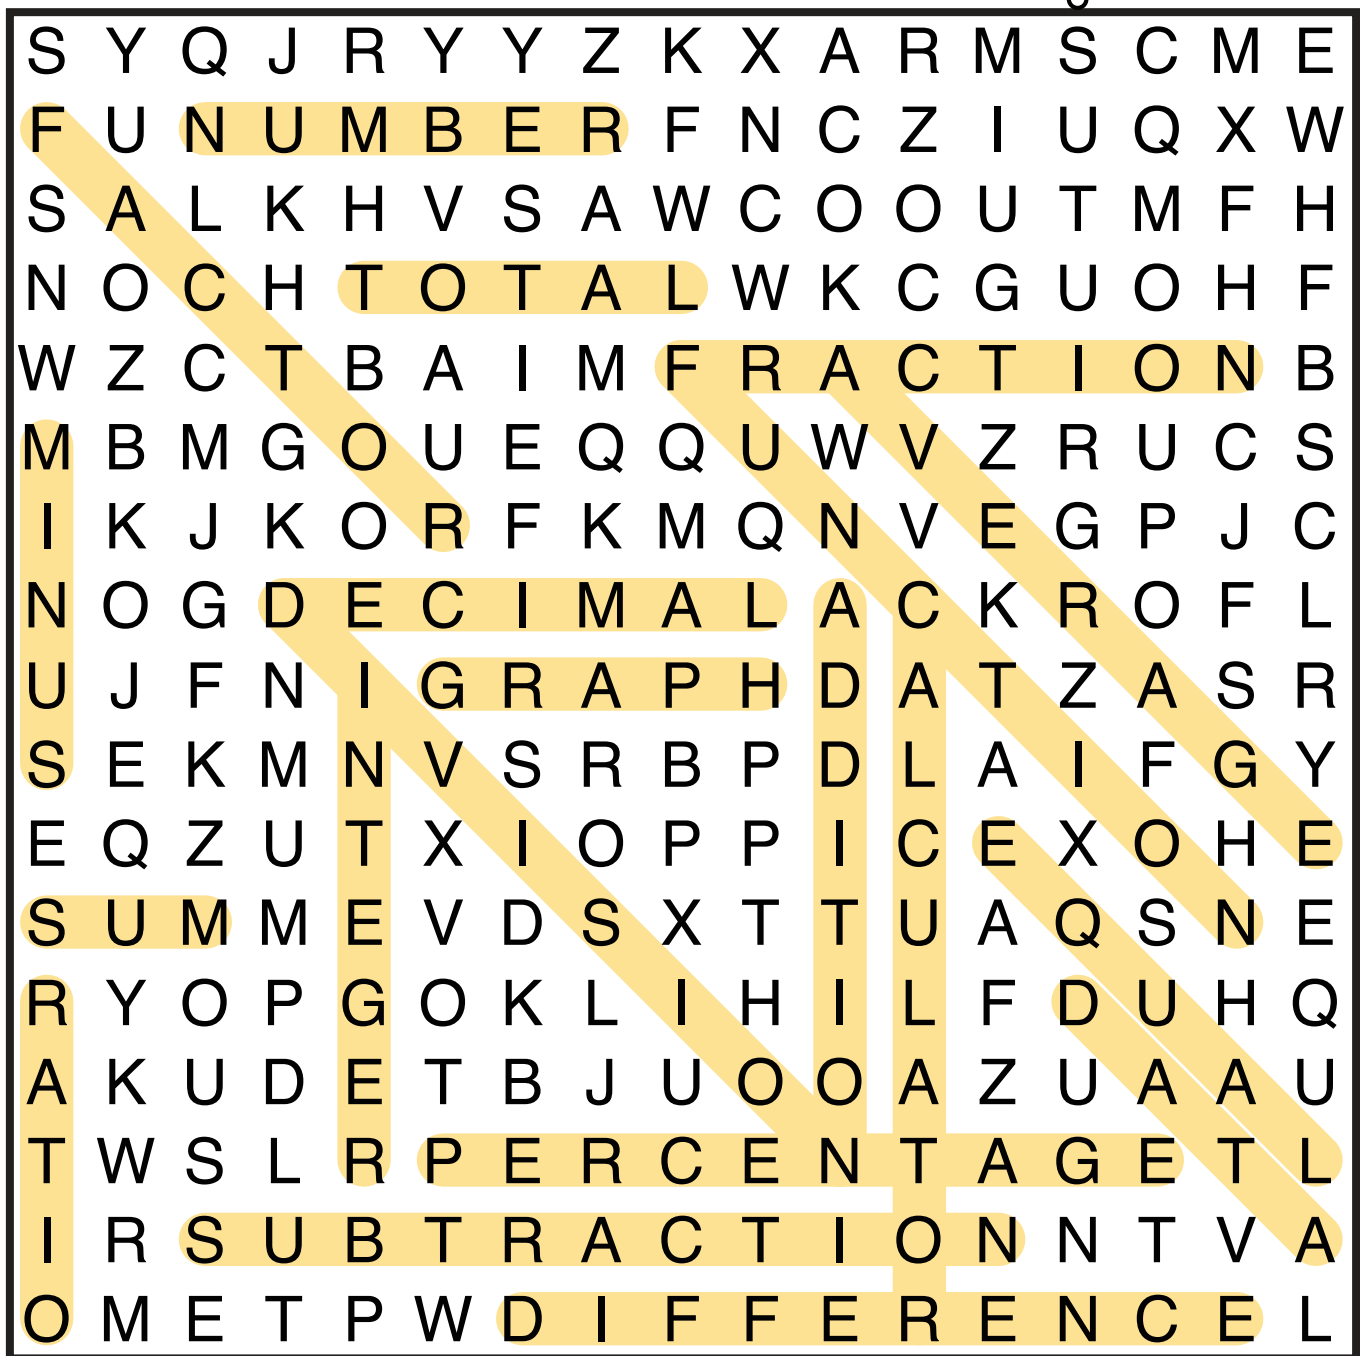 S Y Q J R Y Y Z K X A R M S C M E
F U N U M B E R F N C Z I U Q X W
S A L K H V S A W C O O U T M F H
N O C H T O T A L W K C G U O H F
W Z C T B A I M F R A C T I O N B
M B M G O U E Q Q U W V Z R U C S
I K J K O R F K M Q N V E G P J C
N O G D E C I M A L A C K R O F L
U J F N I G R A P H D A T Z A S R
S E K M N V S R B P D L A I F G Y
E Q Z U T X I O P P I C E X O H E
S U M M E V D S X T T U A Q S N E
R Y O P G O K L I H I L F D U H Q
A K U D E T B J U O O A Z U A A U
T W S L R P E R C E N T A G E T L
I R S U B T R A C T I O N N T V A
O M E T P W D I F F E R E N C E L